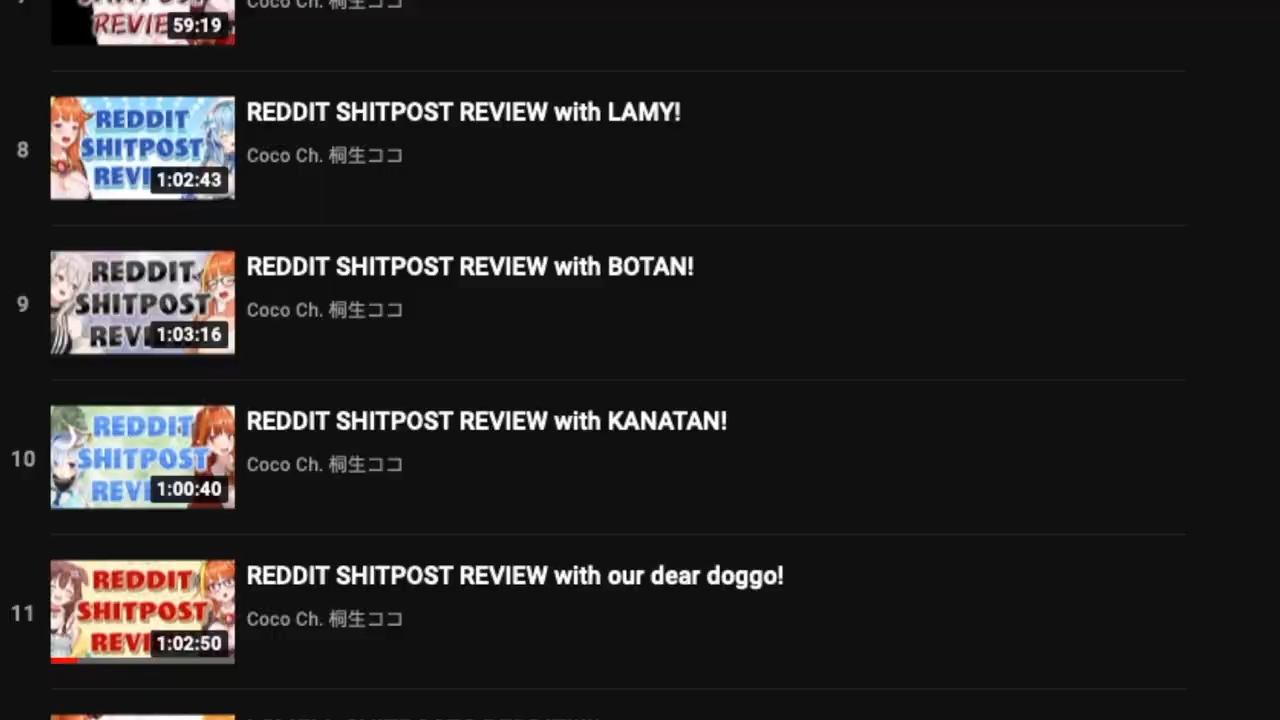 REVIE
59:19
Coco Ch. 桐生ココ
8
REDDIT
SHITPOST
REVI
1:02:43
REDDIT SHITPOST REVIEW with LAMY!
Coco Ch. 桐生ココ
9
REDDIT
SHITPOST
REVI
1:03:16
REDDIT SHITPOST REVIEW with BOTAN!
Coco Ch. 桐生ココ
10
REDDIT
SHITPOST
REVI
1:00:40
REDDIT SHITPOST REVIEW with KANATAN!
Coco Ch. 桐生ココ
11
REDDIT
SHITPOST
REVI
1:02:50
REDDIT SHITPOST REVIEW with our dear doggo!
Coco Ch. 桐生ココ